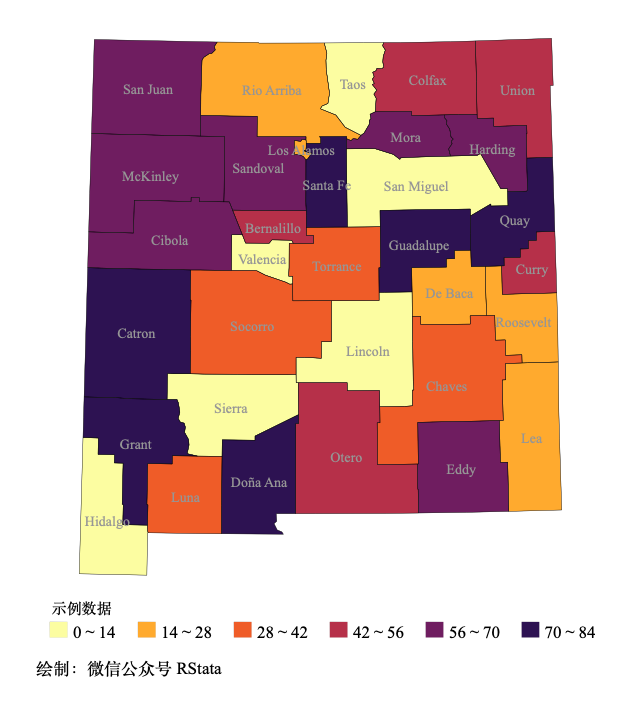 San Juan
Rio Arriba
Taos
Colfax
Union
Mora
Harding
Los Alamos
Sandoval
McKinley
Santa Fe
San Miguel
Quay
Bernalillo
Cibola
Guadalupe
Valencia
Torrance
Curry
De Baca
Roosevelt
Catron
Socorro
Lincoln
Chaves
Sierra
Grant
Otero
Lea
Eddy
Doña Ana
Luna
Hidalgo
示例数据
0 ~ 14 14 ~ 28 28 ~ 42 42 ~ 56 56 ~ 70 70 ~ 84
绘制：微信公众号 RStata